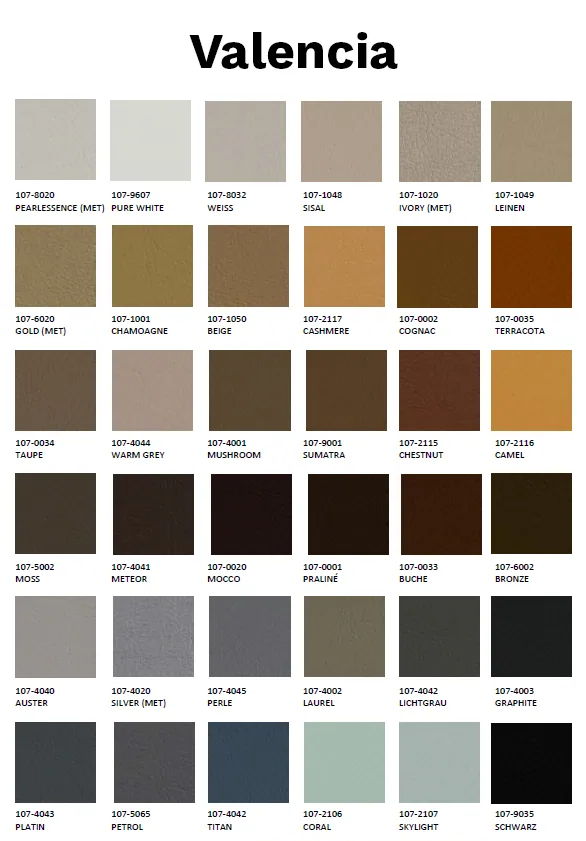 Valencia
107-8020 107-9607 107-8032 107-1048 107-1020 107-1049
PEARLESSENCE (MET) PURE WHITE WEISS SISAL IVORY (MET) LEINEN
107-6020 107-1001 107-1050 107-2117 107-0002 107-0035
GOLD (MET) CHAMOAGNE BEIGE CASHMERE COGNAC TERRACOTA
107-0034 107-4044 107-4001 107-9001 107-2115 107-2116
TAUPE WARM GREY MUSHROOM SUMATRA CHESTNUT CAMEL
107-5002 107-4041 107-0020 107-0001 107-0033 107-6002
MOSS METEOR MOCCO PRALINÉ BUCHE BRONZE
107-4040 107-4020 107-4045 107-4002 107-4042 107-4003
AUSTER SILVER (MET) PERLE LAUREL LICHTGRAU GRAPHITE
107-4043 107-5065 107-4042 107-2106 107-2107 107-9035
PLATIN PETROL TITAN CORAL SKYLIGHT SCHWARZ